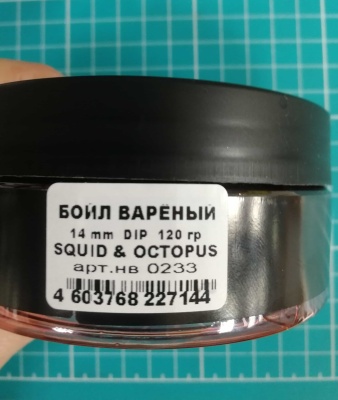 БОЙЛ ВАРЕНЫЙ
14 mm DIP 120 гр
SQUID & OCTOPUS
арт.нв 0233
4 603768 227144